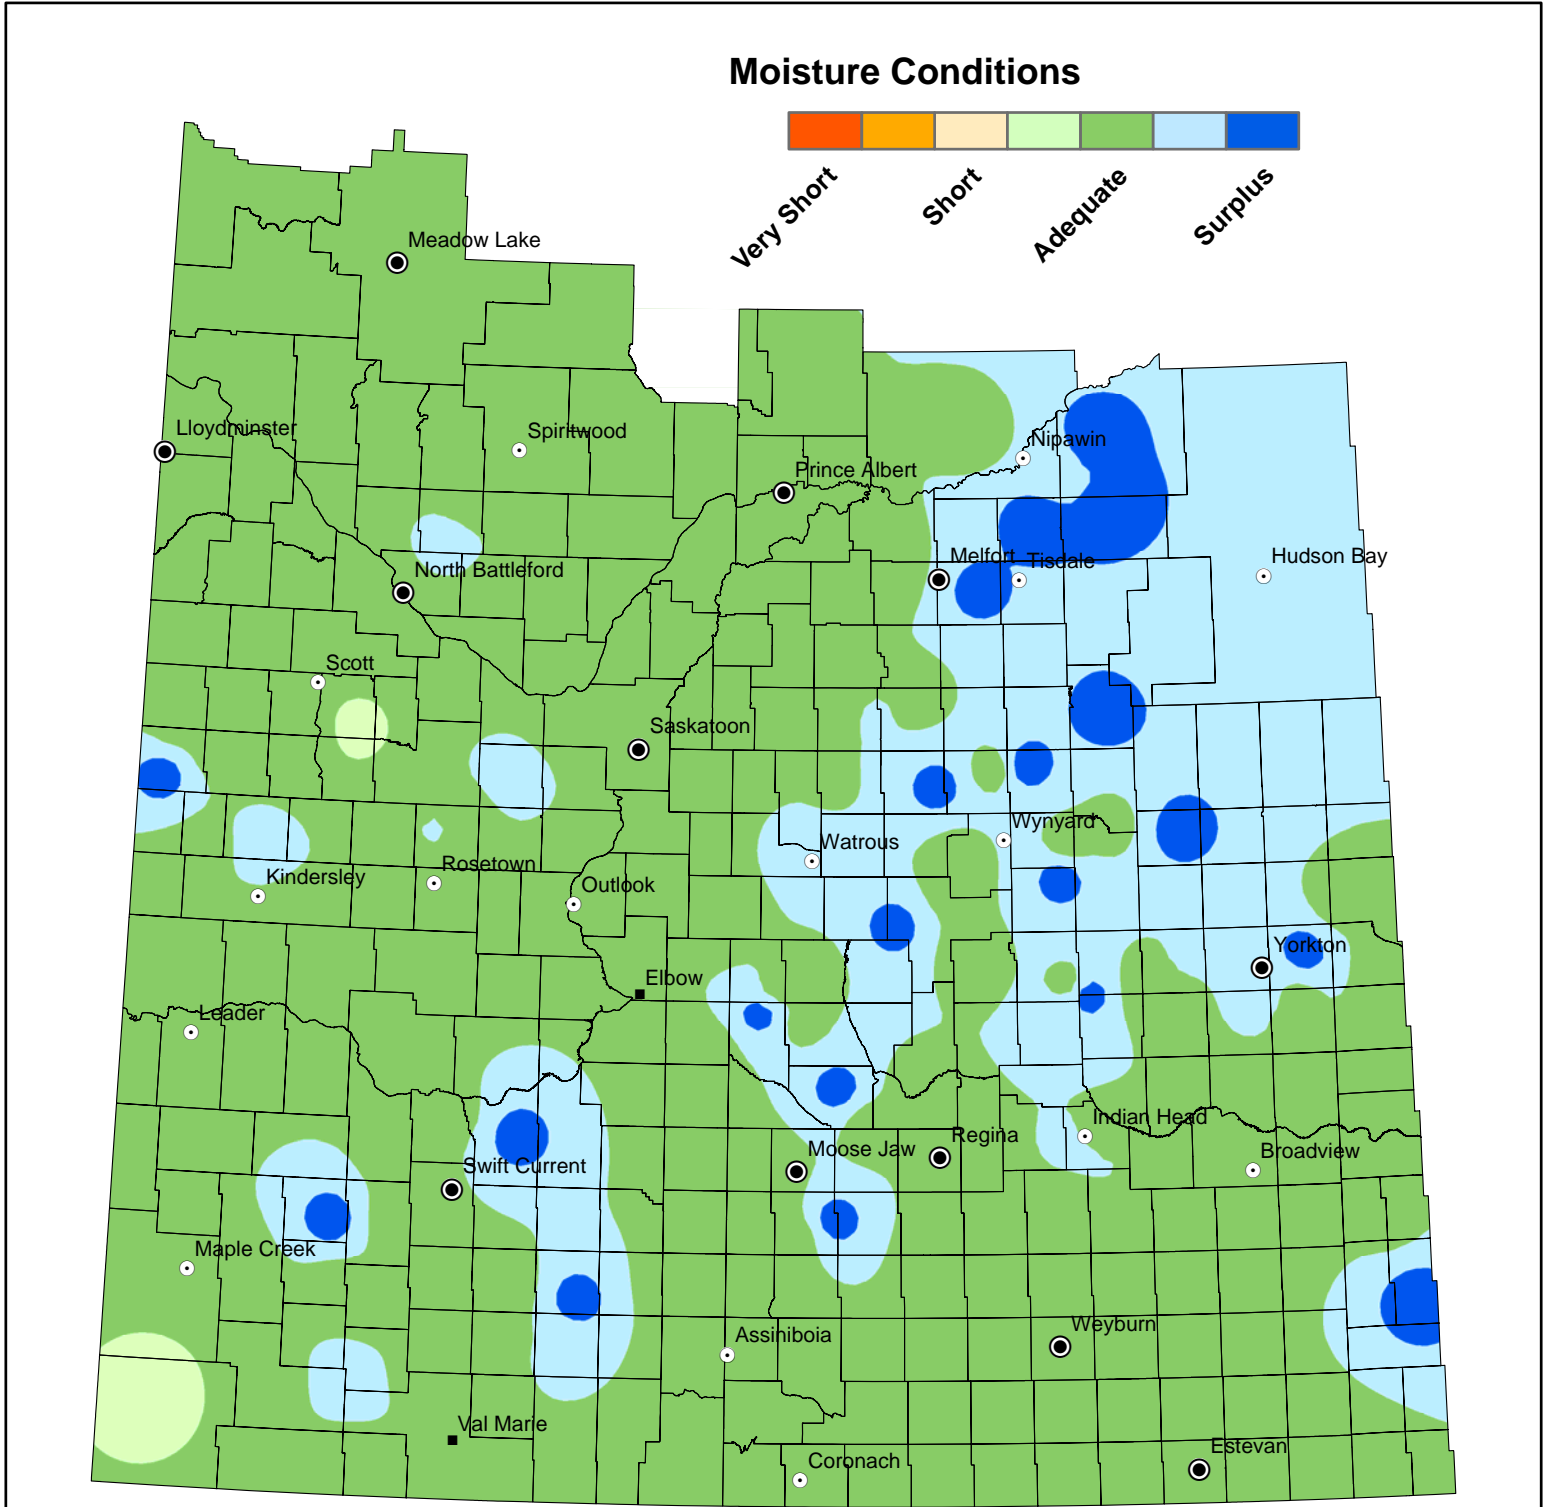 Moisture Conditions
Very Short
Short
Adequate
Surplus
Meadow Lake
Lloydminster
Spiritwood
Nipawin
Prince Albert
Melfort
Tisdale
Hudson Bay
North Battleford
Scott
Saskatoon
Wynyard
Watrous
Rosetown
Kindersley
Outlook
Yorkton
Elbow
Leader
Indian Head
Regina
Moose Jaw
Broadview
Swift Current
Maple Creek
Weyburn
Assiniboia
Val Marie
Estevan
Coronach